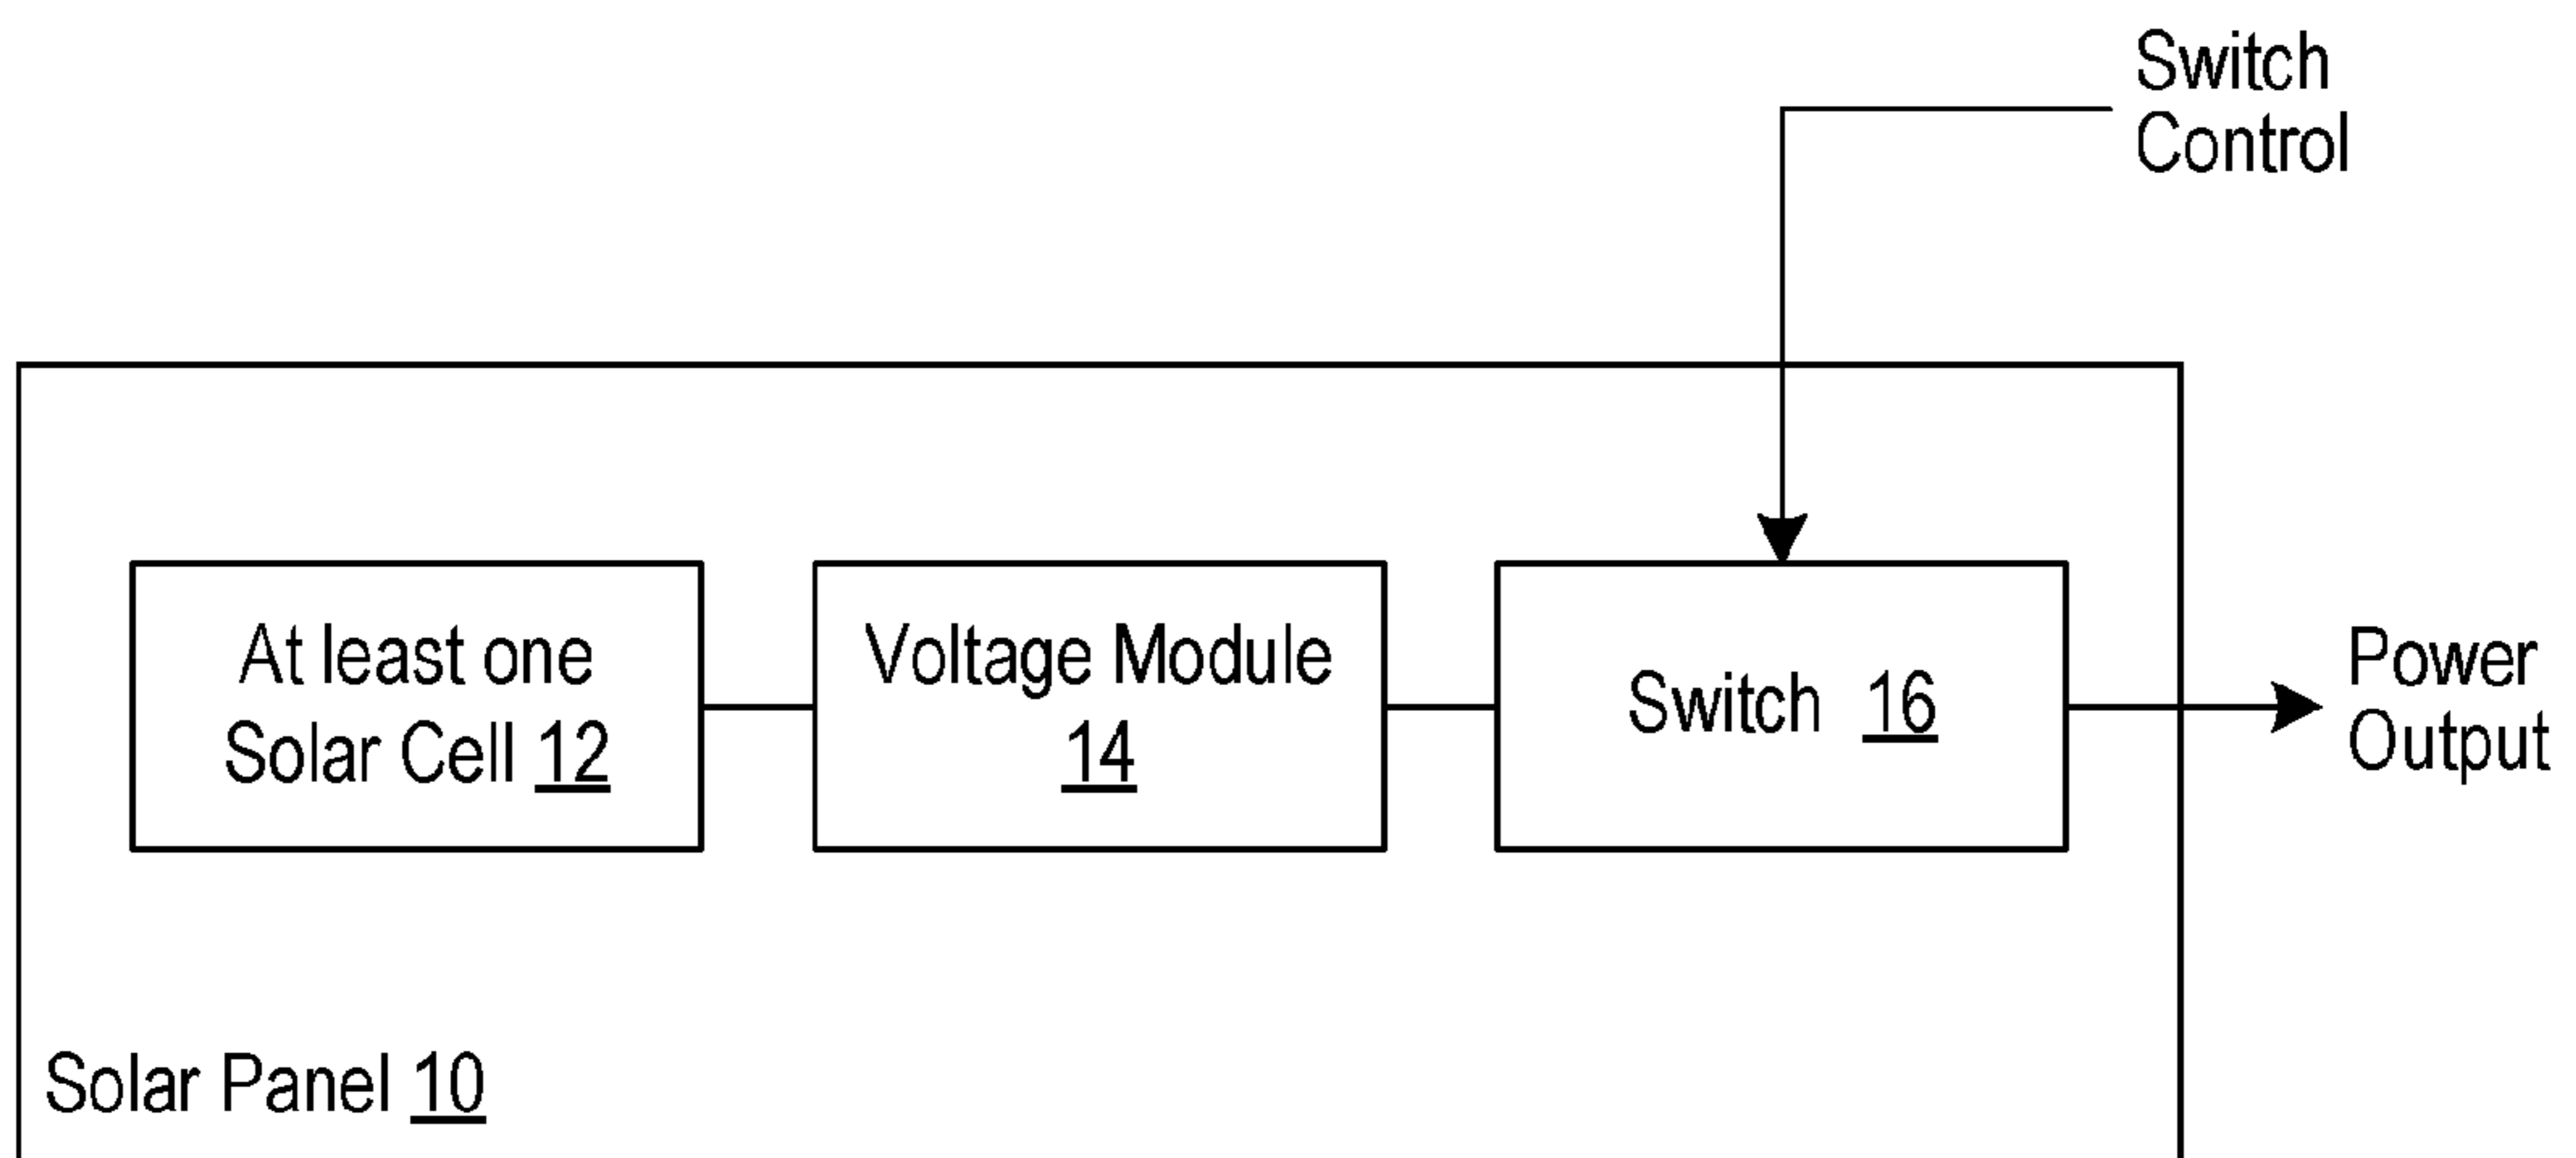 Switch
Control
At least one
Solar Cell 12
Voltage Module
14
Switch 16
Power
Output
Solar Panel 10